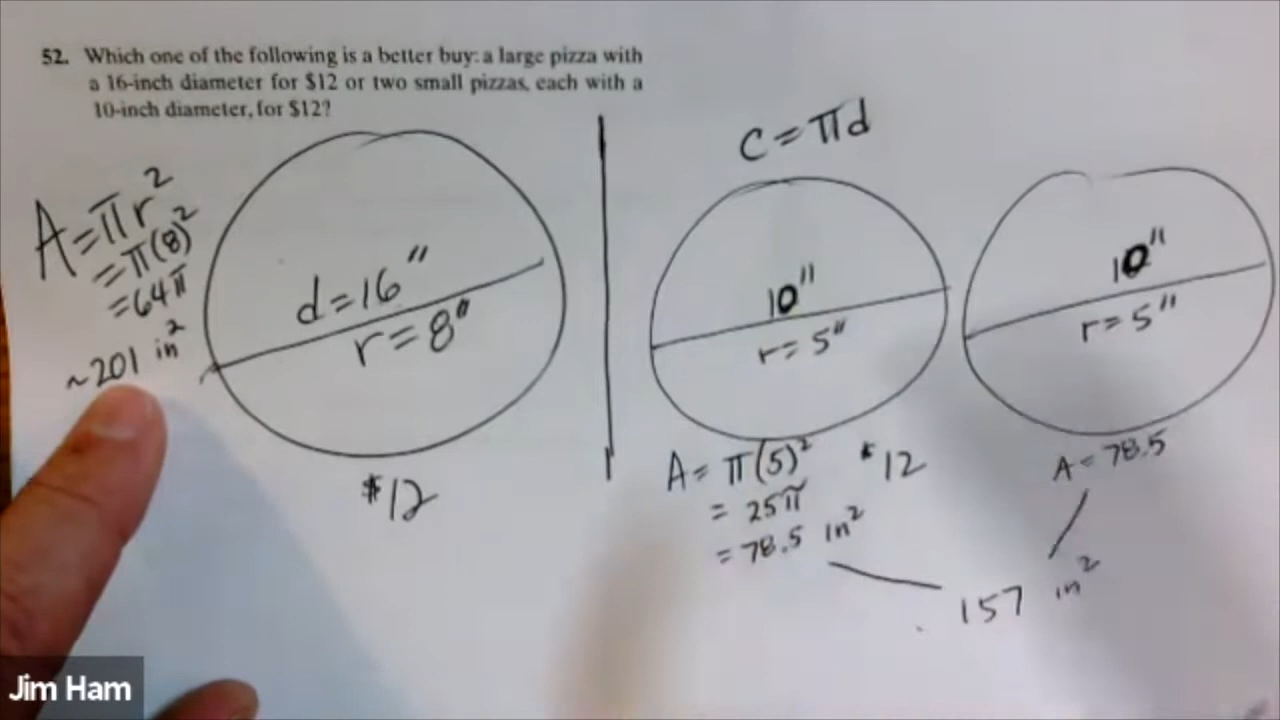 52. Which one of the following is a better buy: a large pizza with
a 16-inch diameter for $12 or two small pizzas, each with a
10-inch diameter, for $12?
A = πr²
= π(8)²
= 64π
~201 in²
d = 16"
r = 8"
$12
C = πd
10"
r = 5"
A = π(5)²
= 25π
= 78.5 in²
$12
10"
r = 5"
A = 78.5
157 in²
Jim Ham